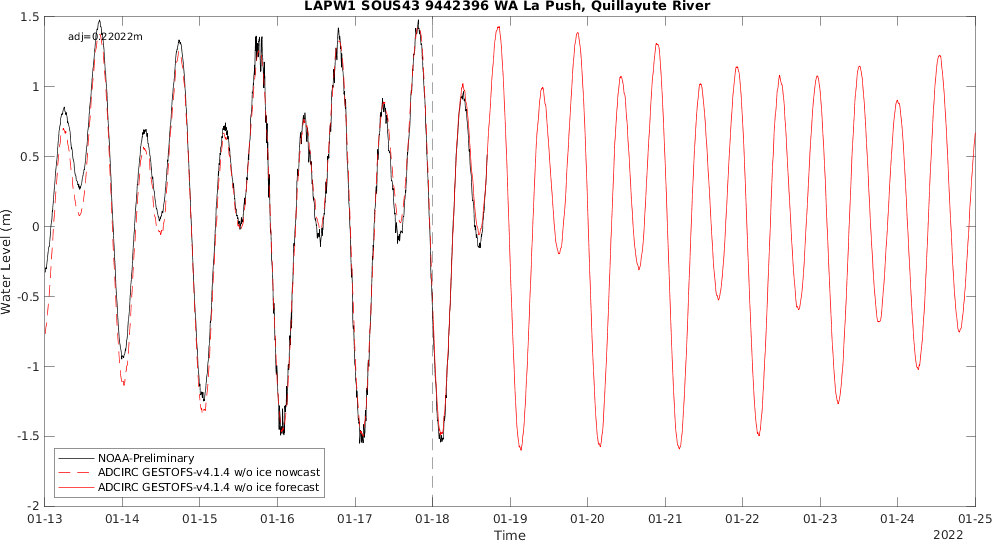 LAPW1 SOUS43 9442396 WA La Push, Quillayute River
adj=0.22022m
1.5
1
0.5
0
-0.5
-1
-1.5
-2
Water Level (m)
NOAA-Preliminary
ADCIRC GESTOFS-v4.1.4 w/o ice nowcast
ADCIRC GESTOFS-v4.1.4 w/o ice forecast
01-13 01-14 01-15 01-16 01-17 01-18 01-19 01-20 01-21 01-22 01-23 01-24 01-25
Time
2022